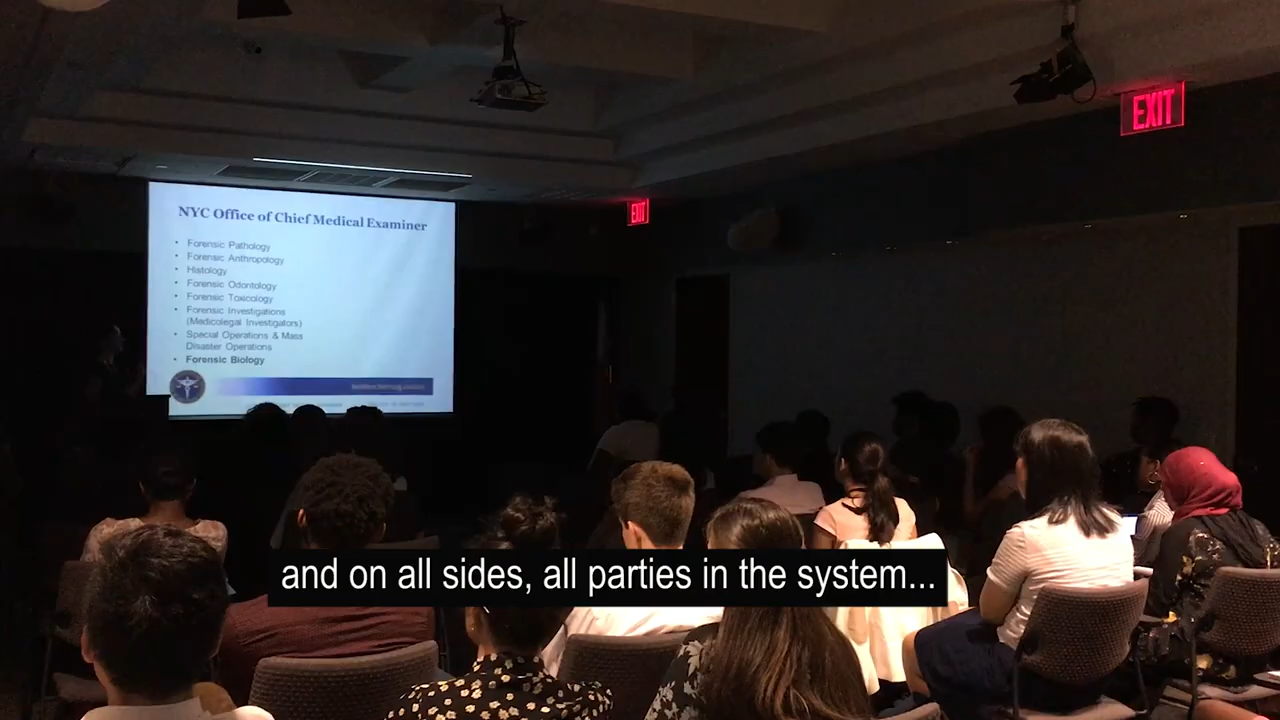 EXIT
EXIT
NYC Office of Chief Medical Examiner
• Forensic Pathology
• Forensic Anthropology
• Histology
• Forensic Odontology
• Forensic Toxicology
• Forensic Investigations
(Medicolegal Investigators)
• Special Operations & Mass
Disaster Operations
• Forensic Biology
and on all sides, all parties in the system...